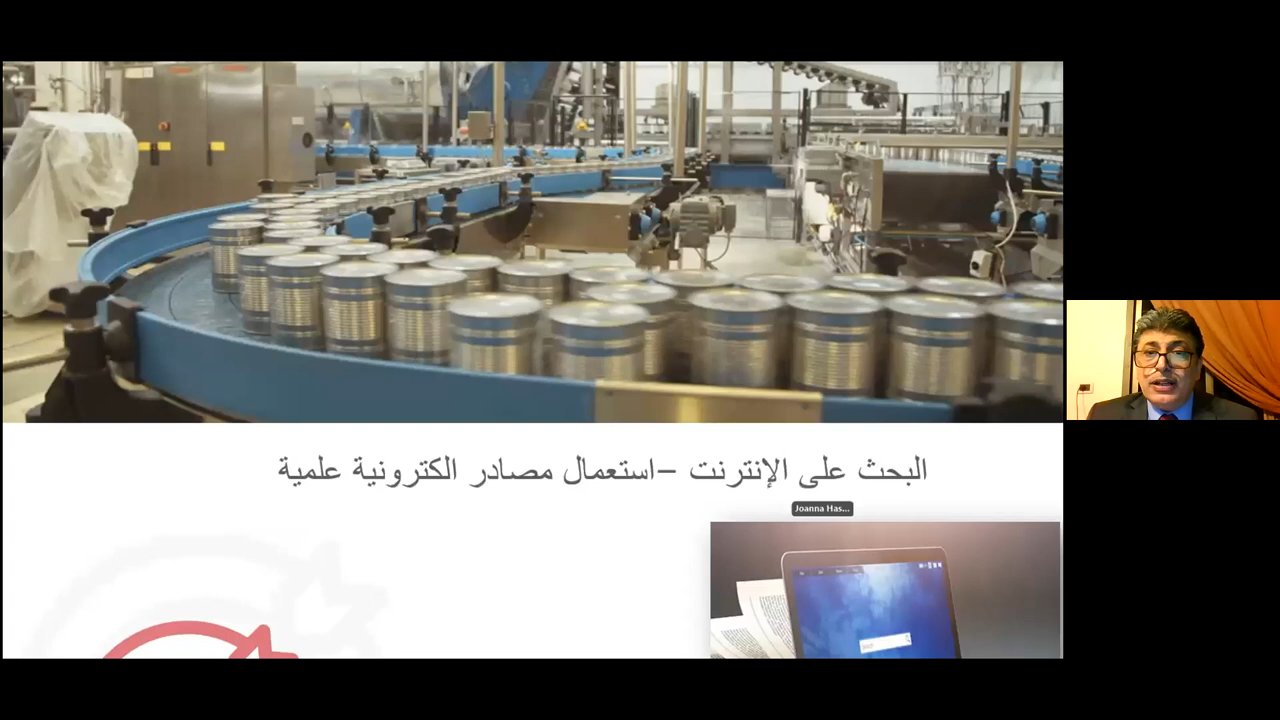 البحث على الإنترنت –استعمال مصادر الكترونية علمية
Joanna Has...